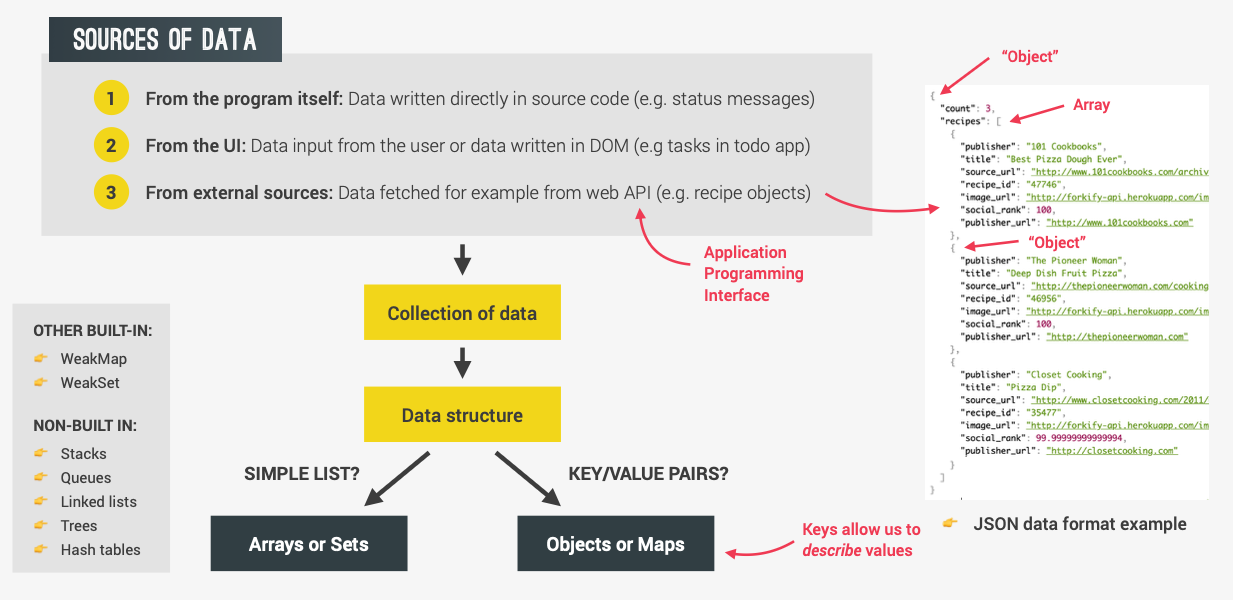 SOURCES OF DATA
1 From the program itself: Data written directly in source code (e.g. status messages)
2 From the UI: Data input from the user or data written in DOM (e.g tasks in todo app)
3 From external sources: Data fetched for example from web API (e.g. recipe objects)
Application
Programming
Interface
Collection of data
Data structure
SIMPLE LIST?
KEY/VALUE PAIRS?
Arrays or Sets
Objects or Maps
Keys allow us to
describe values
OTHER BUILT-IN:
WeakMap
WeakSet
NON-BUILT IN:
Stacks
Queues
Linked lists
Trees
Hash tables
“Object”
Array
{
"count": 3,
"recipes": [
{
"publisher": "101 Cookbooks",
"title": "Best Pizza Dough Ever",
"source_url": "http://www.101cookbooks.com/archiv
"recipe_id": "47746",
"image_url": "http://forkify-api.herokuapp.com/im
"social_rank": 100,
"publisher_url": "http://www.101cookbooks.com"
},
{
“Object”
"publisher": "The Pioneer Woman",
"title": "Deep Dish Fruit Pizza",
"source_url": "http://thepioneerwoman.com/cooking
"recipe_id": "46956",
"image_url": "http://forkify-api.herokuapp.com/im
"social_rank": 100,
"publisher_url": "http://thepioneerwoman.com"
},
{
"publisher": "Closet Cooking",
"title": "Pizza Dip",
"source_url": "http://www.closetcooking.com/2011/
"recipe_id": "35477",
"image_url": "http://forkify-api.herokuapp.com/im
"social_rank": 99.99999999999994,
"publisher_url": "http://closetcooking.com"
}
]
}
JSON data format example